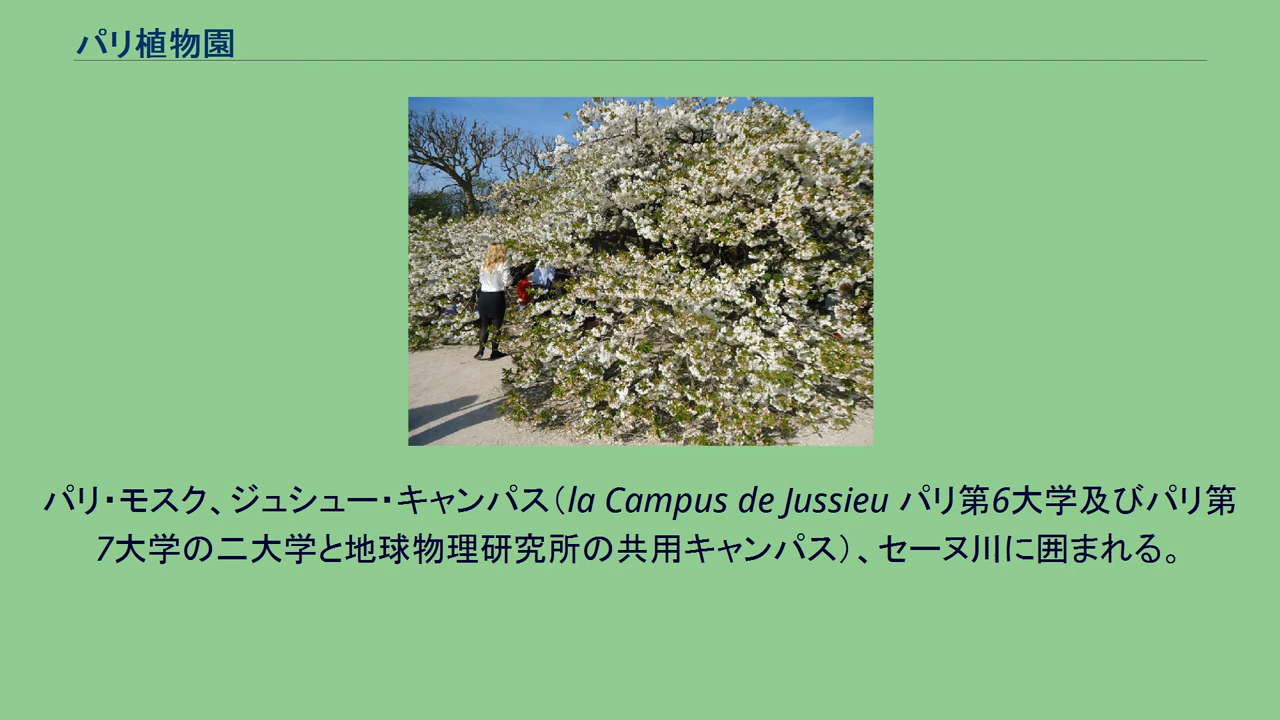 パリ植物園
パリ・モスク、ジュシュー・キャンパス（la Campus de Jussieu パリ第6大学及びパリ第
7大学の二大学と地球物理研究所の共用キャンパス）、セーヌ川に囲まれる。